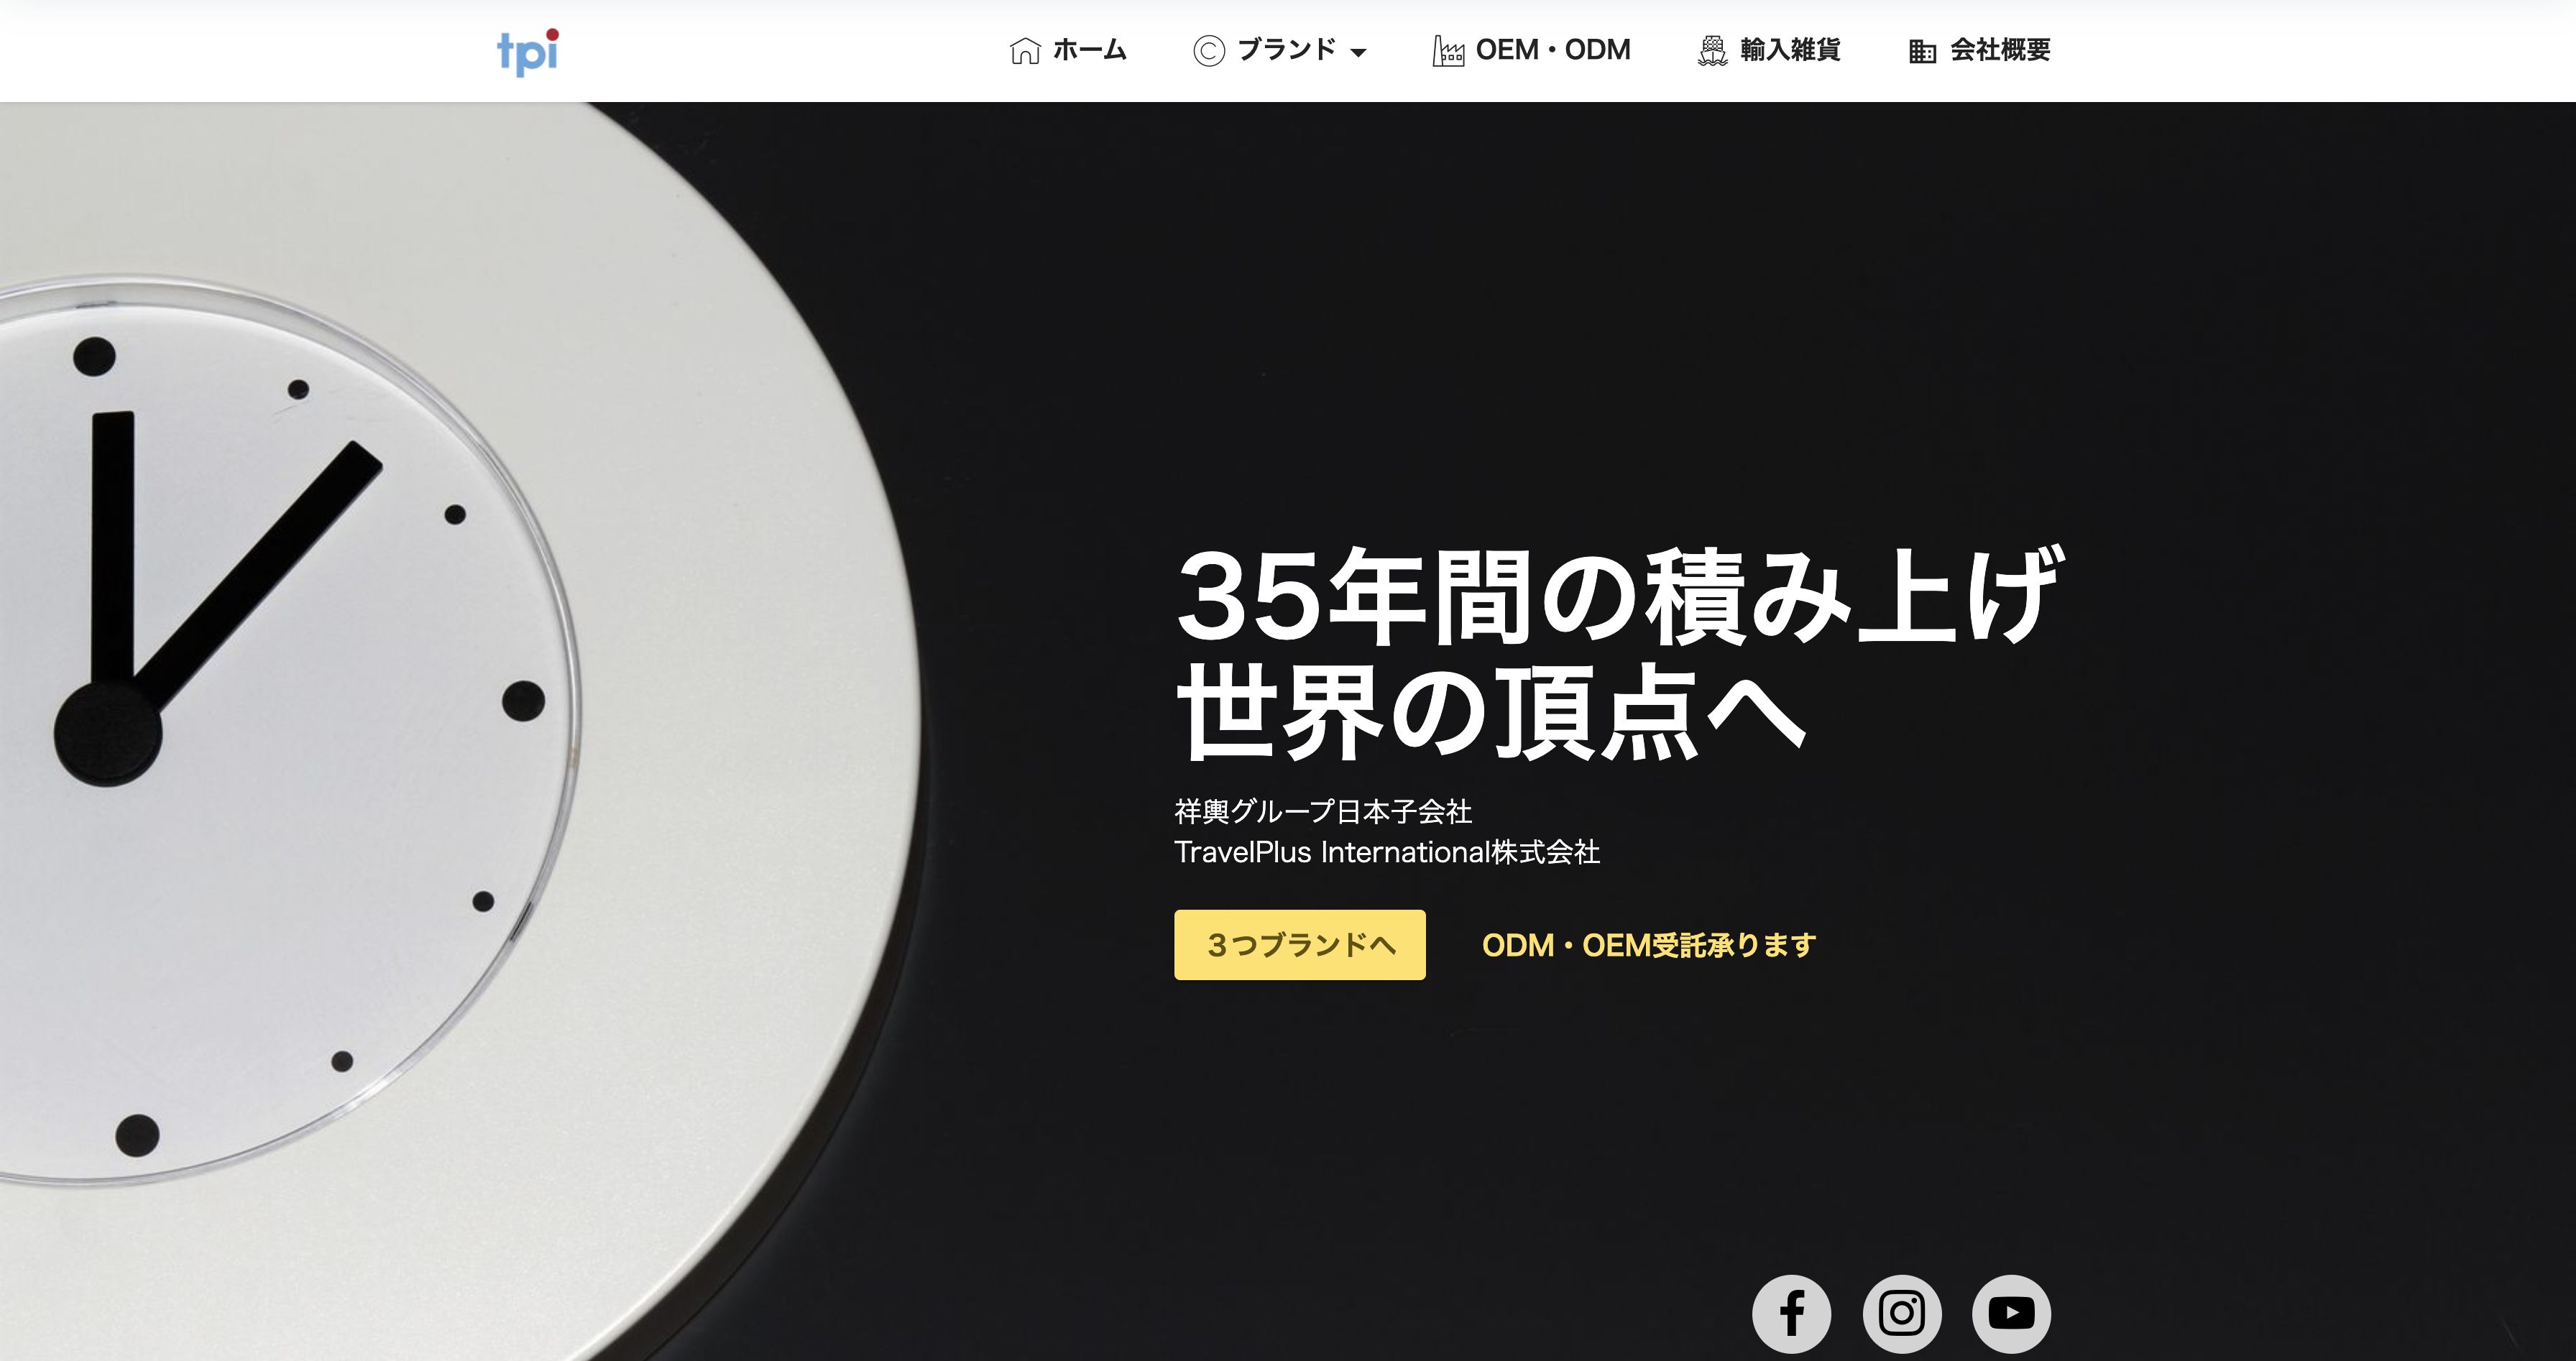 tpi
ホーム
ブランド
OEM・ODM
輸入雑貨
会社概要
35年間の積み上げ
世界の頂点へ
祥輿グループ日本子会社
TravelPlus International株式会社
３つブランドへ
ODM・OEM受託承ります